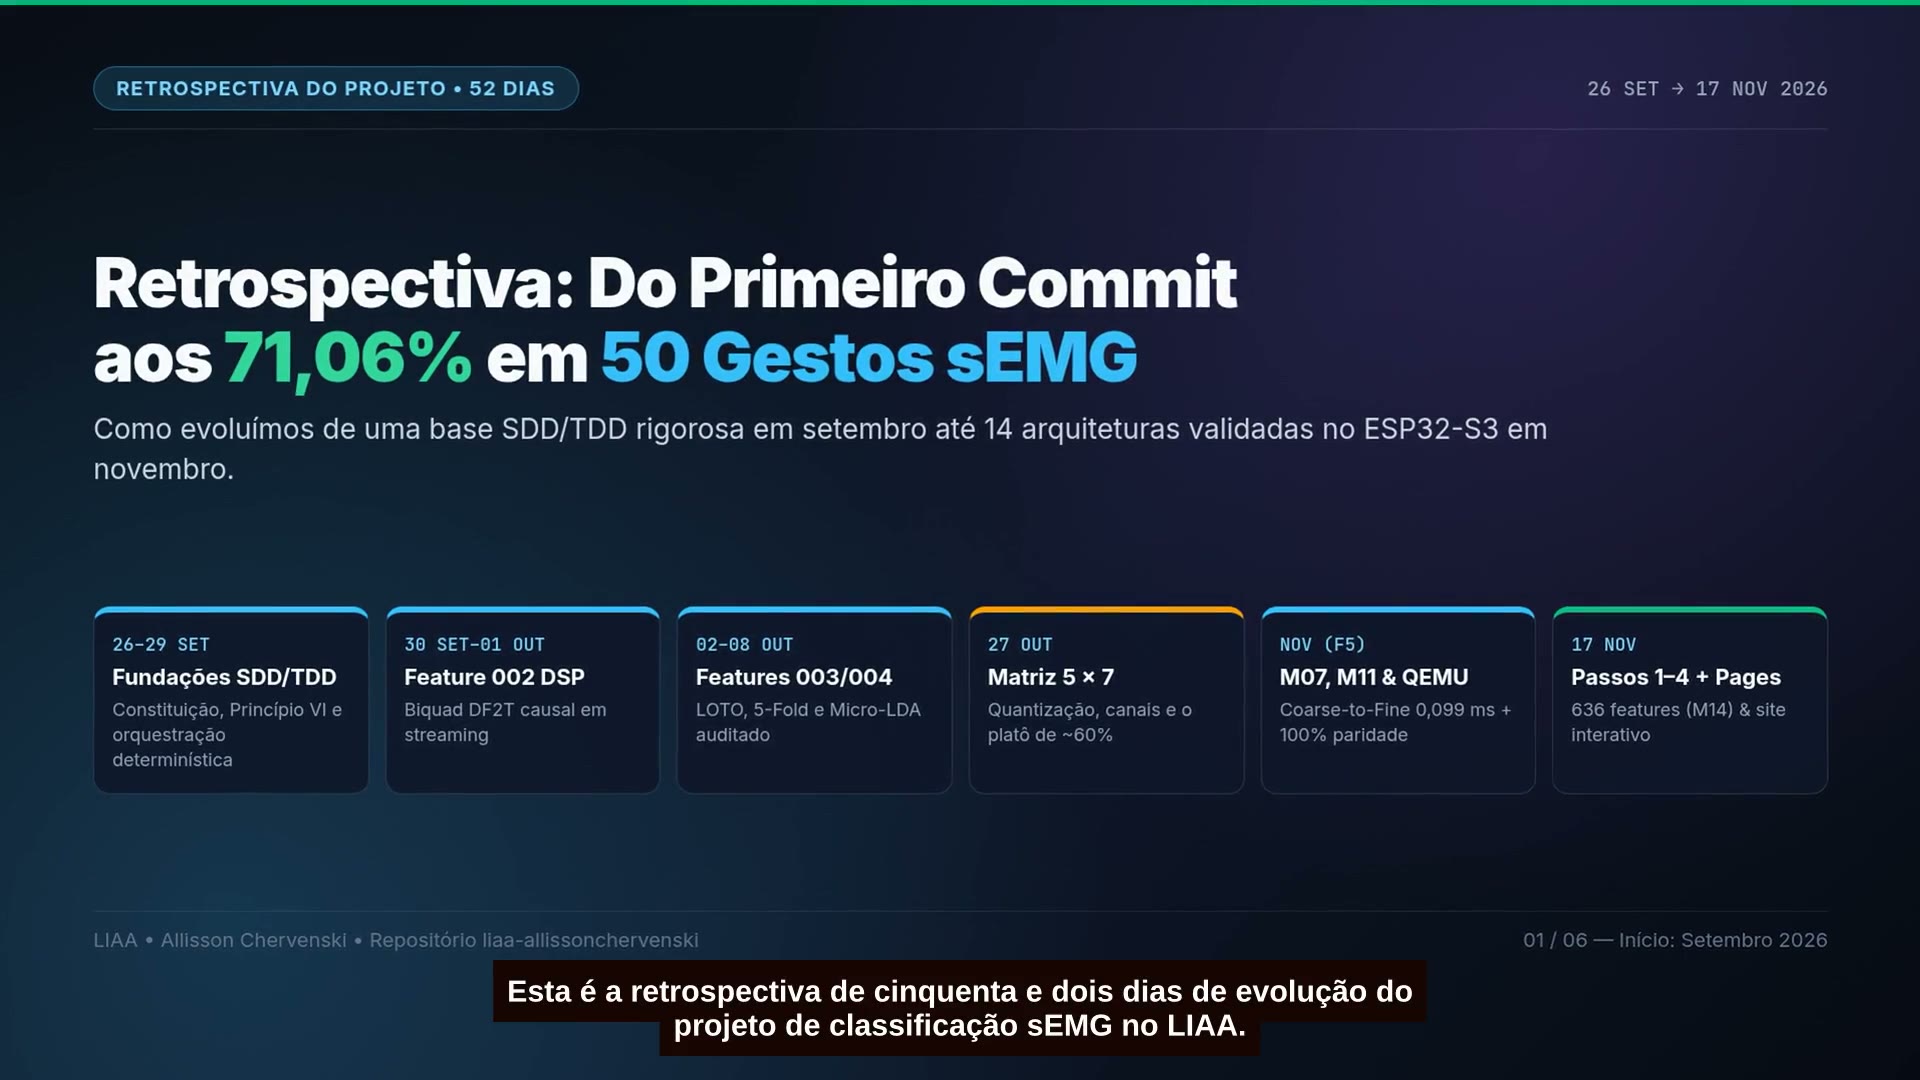 RETROSPECTIVA DO PROJETO • 52 DIAS
26 SET → 17 NOV 2026
Retrospectiva: Do Primeiro Commit
aos 71,06% em 50 Gestos sEMG
Como evoluímos de uma base SDD/TDD rigorosa em setembro até 14 arquiteturas validadas no ESP32-S3 em
novembro.
26–29 SET
Fundações SDD/TDD
Constituição, Princípio VI e
orquestração
determinística
30 SET–01 OUT
Feature 002 DSP
Biquad DF2T causal em
streaming
02–08 OUT
Features 003/004
LOTO, 5-Fold e Micro-LDA
auditado
27 OUT
Matriz 5 × 7
Quantização, canais e o
platô de ~60%
NOV (F5)
M07, M11 & QEMU
Coarse-to-Fine 0,099 ms +
100% paridade
17 NOV
Passos 1–4 + Pages
636 features (M14) & site
interativo
LIAA • Allisson Chervenski • Repositório liaa-allissonchervenski
01 / 06 — Início: Setembro 2026
Esta é a retrospectiva de cinquenta e dois dias de evolução do
projeto de classificação sEMG no LIAA.